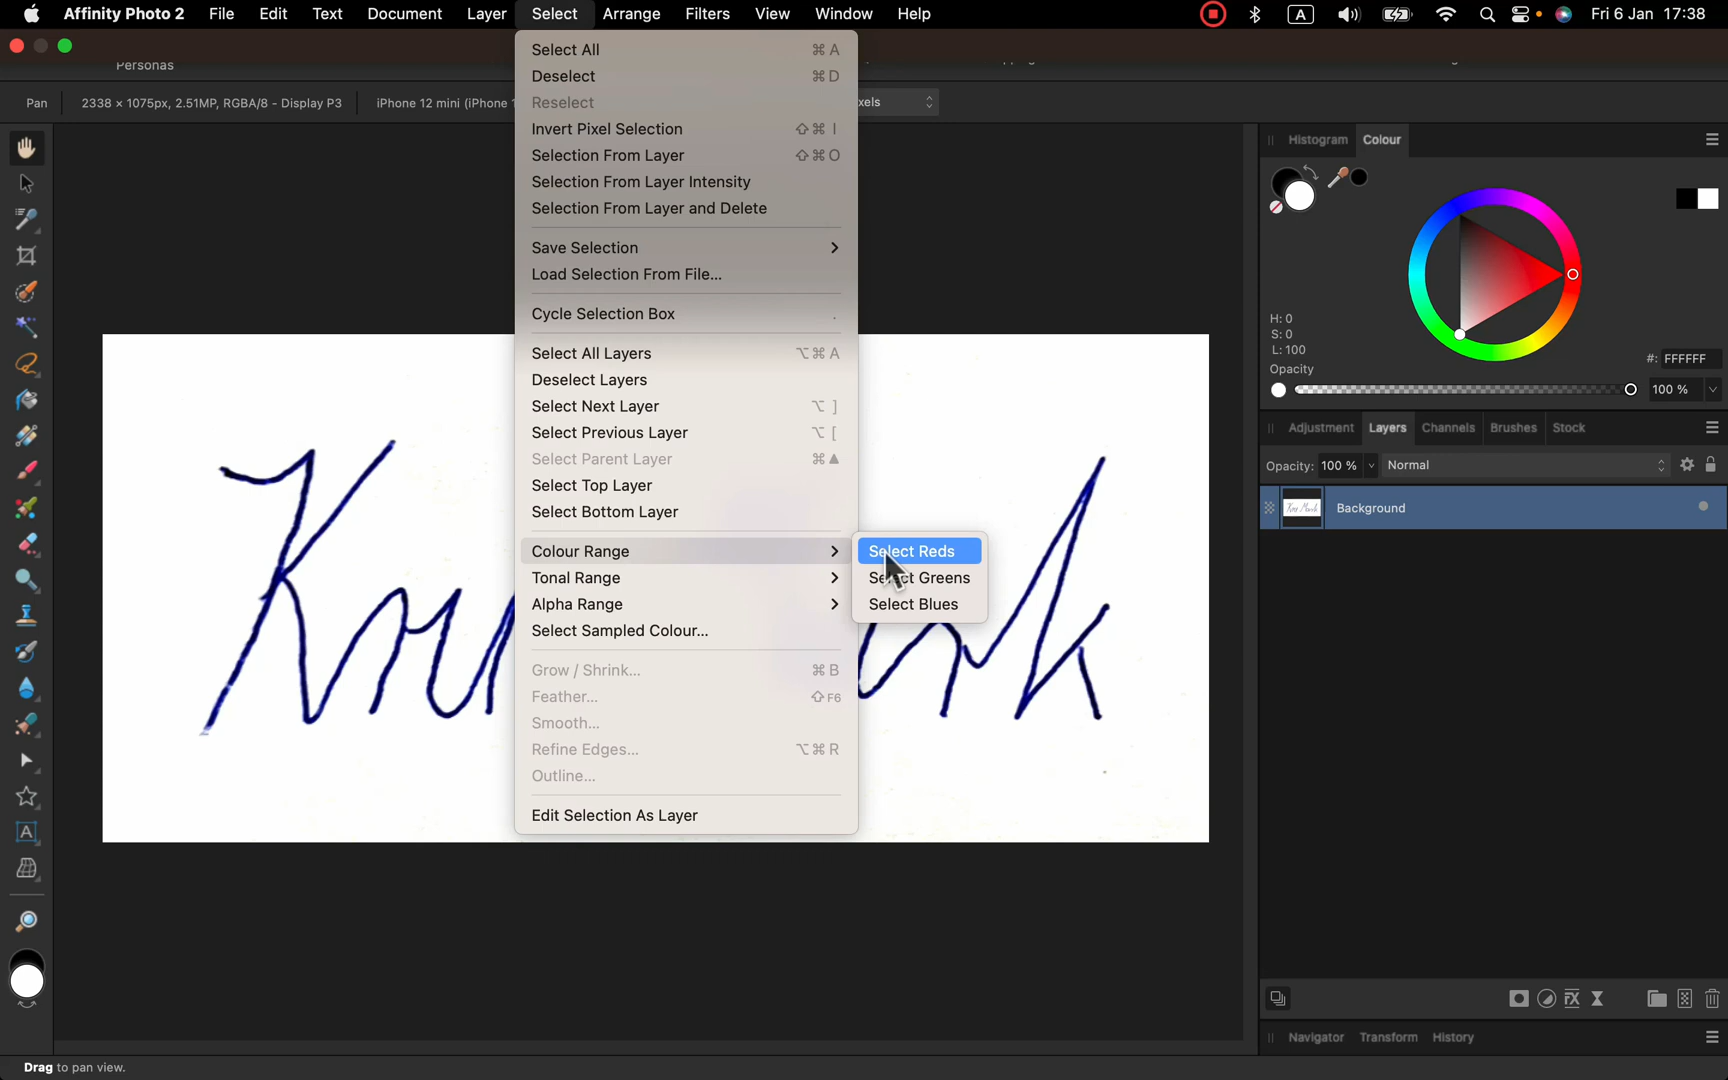 Affinity Photo 2 File Edit Text Document Layer Select Arrange Filters View Window Help A Fri 6 Jan 17:38
Personas
Pan 2338 × 1075px, 2.51MP, RGBA/8 - Display P3 iPhone 12 mini (iPhone xels
Select All ⌘ A
Deselect ⌘ D
Reselect
Invert Pixel Selection ⇧ ⌘ I
Selection From Layer ⇧ ⌘ O
Selection From Layer Intensity
Selection From Layer and Delete
Save Selection
Load Selection From File...
Cycle Selection Box .
Select All Layers ⌥ ⌘ A
Deselect Layers
Select Next Layer ⌥ ]
Select Previous Layer ⌥ [
Select Parent Layer ⌘ ▲
Select Top Layer
Select Bottom Layer
Colour Range
Tonal Range
Alpha Range
Select Sampled Colour...
Grow / Shrink... ⌘ B
Feather... ⇧ F6
Smooth...
Refine Edges... ⌥ ⌘ R
Outline...
Edit Selection As Layer
Select Reds
Select Greens
Select Blues
Histogram Colour
H: 0
S: 0
L: 100
#: FFFFFF
Opacity
100 %
Adjustment Layers Channels Brushes Stock
Opacity: 100 % Normal
Background
Navigator Transform History
Drag to pan view.